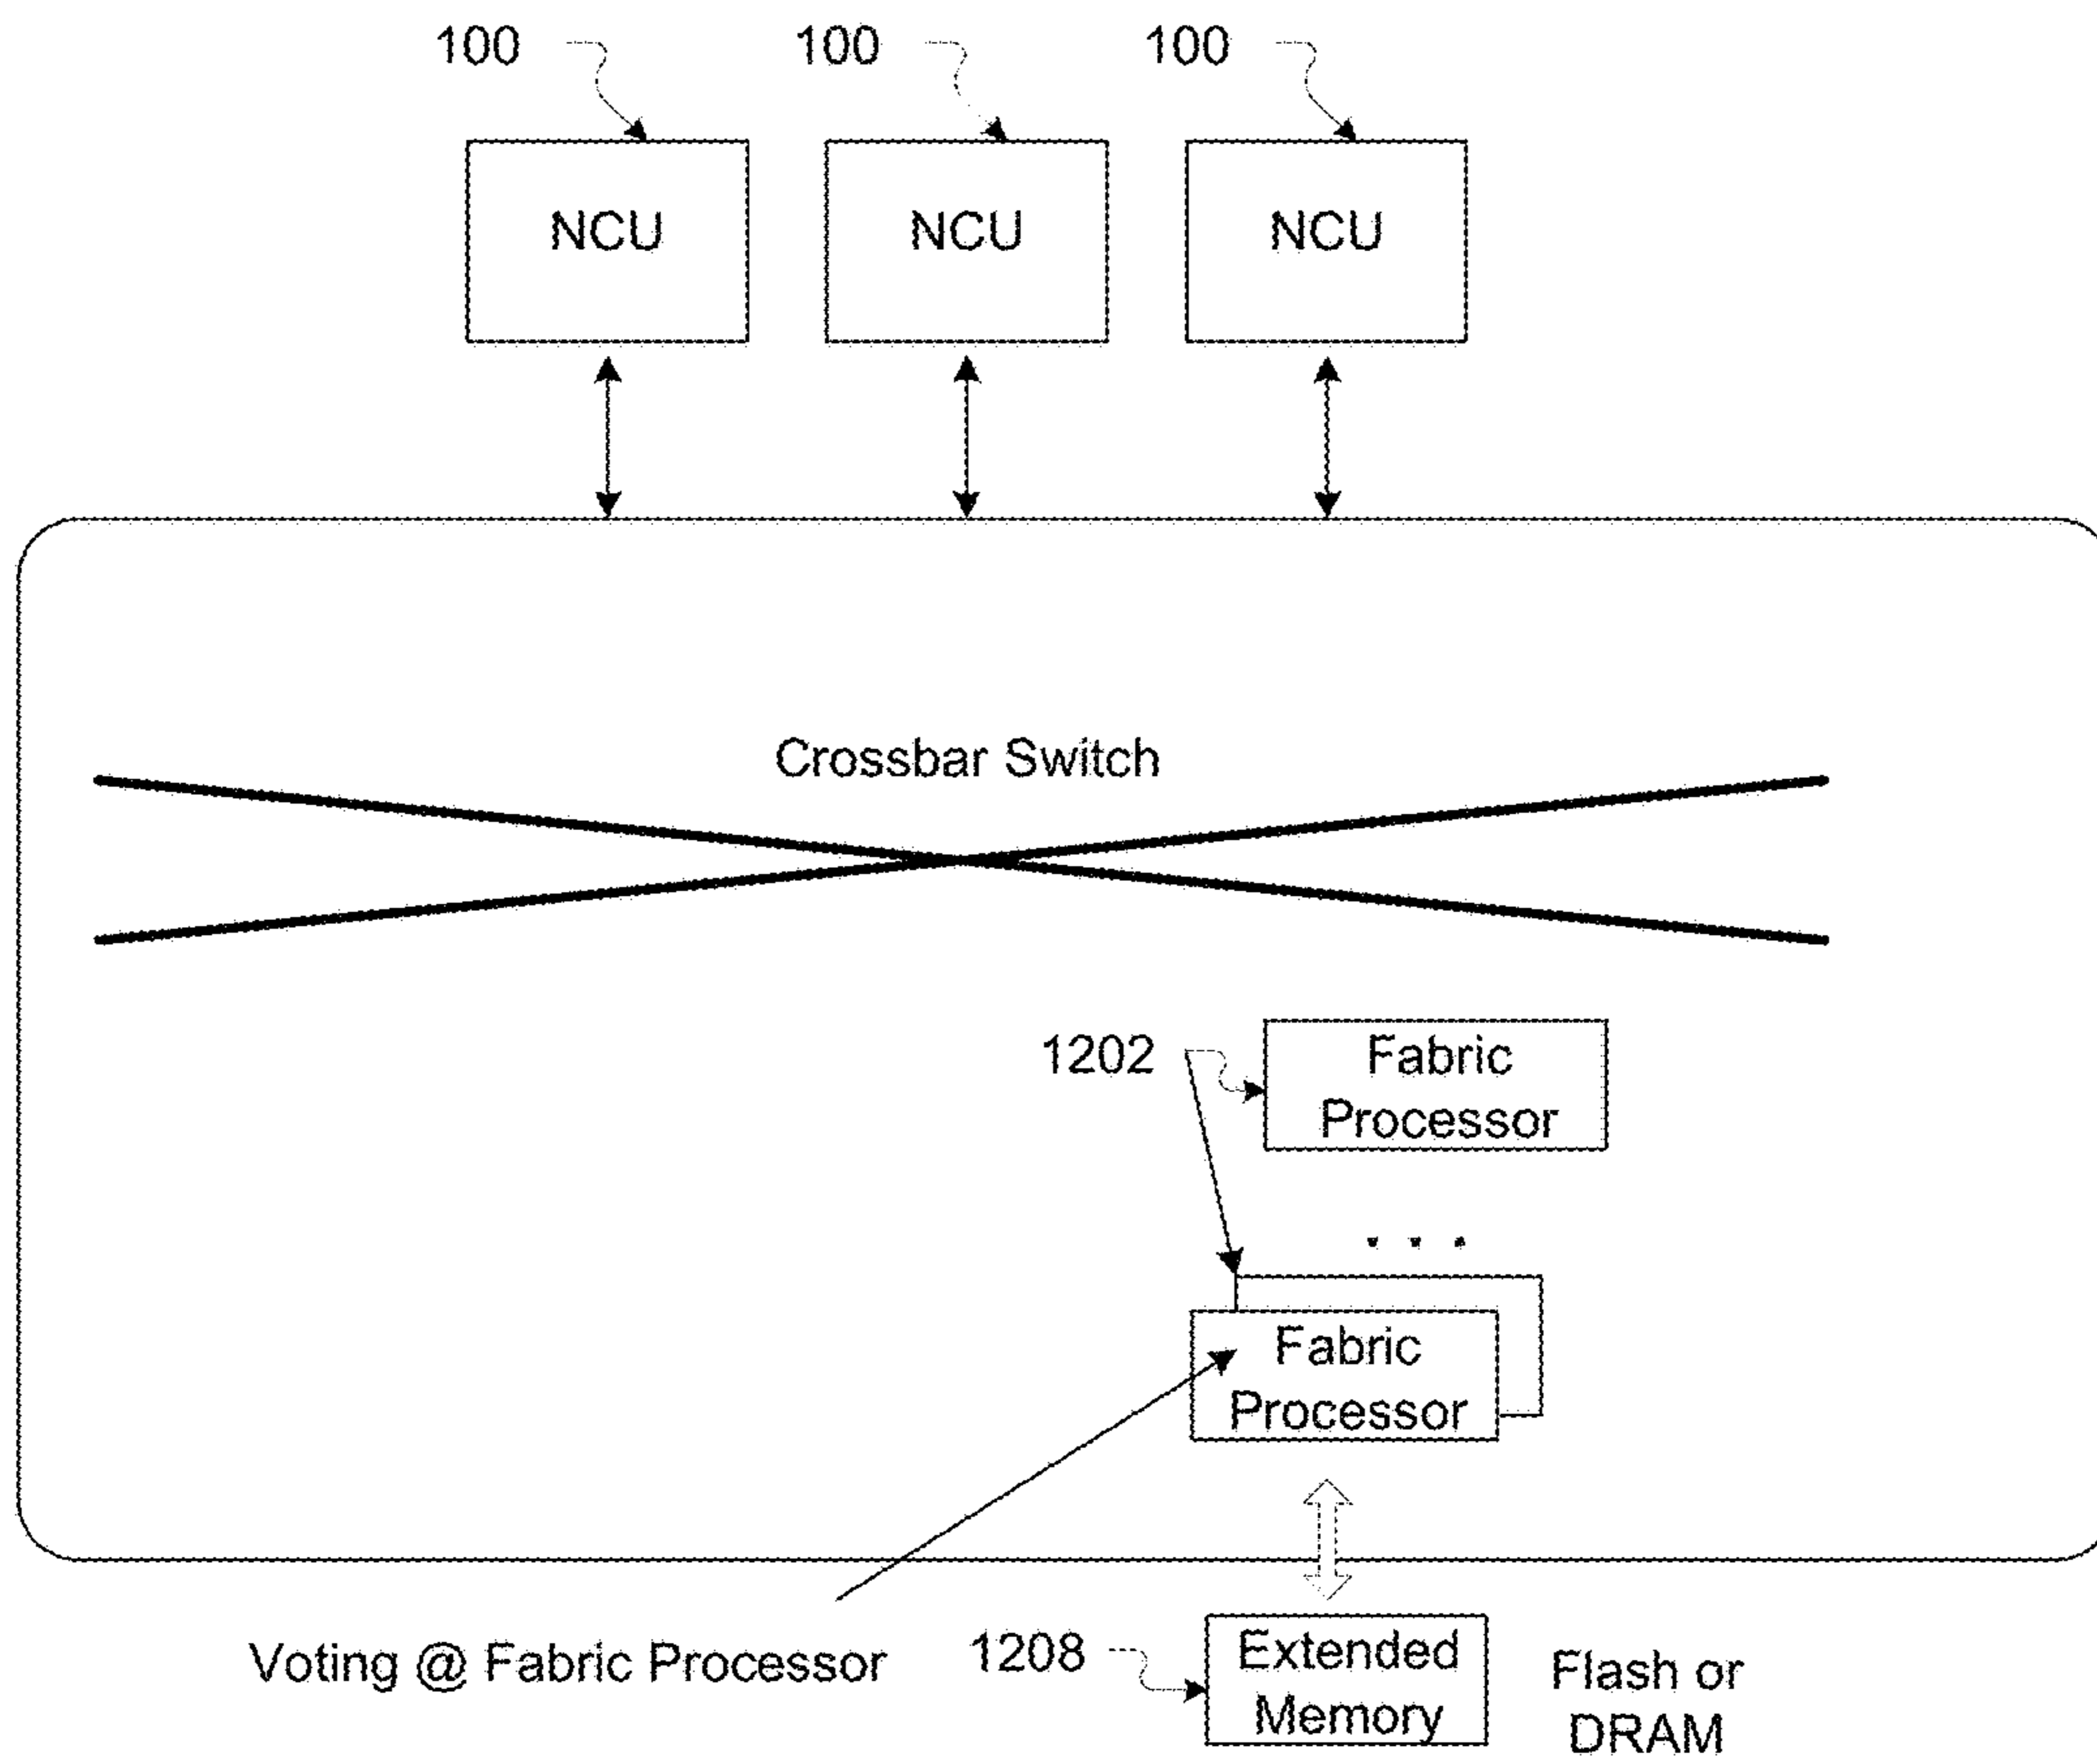 100 100 100
NCU NCU NCU
Crossbar Switch
1202
Fabric
Processor
. . .
Fabric
Processor
Voting @ Fabric Processor
1208
Extended
Memory
Flash or
DRAM